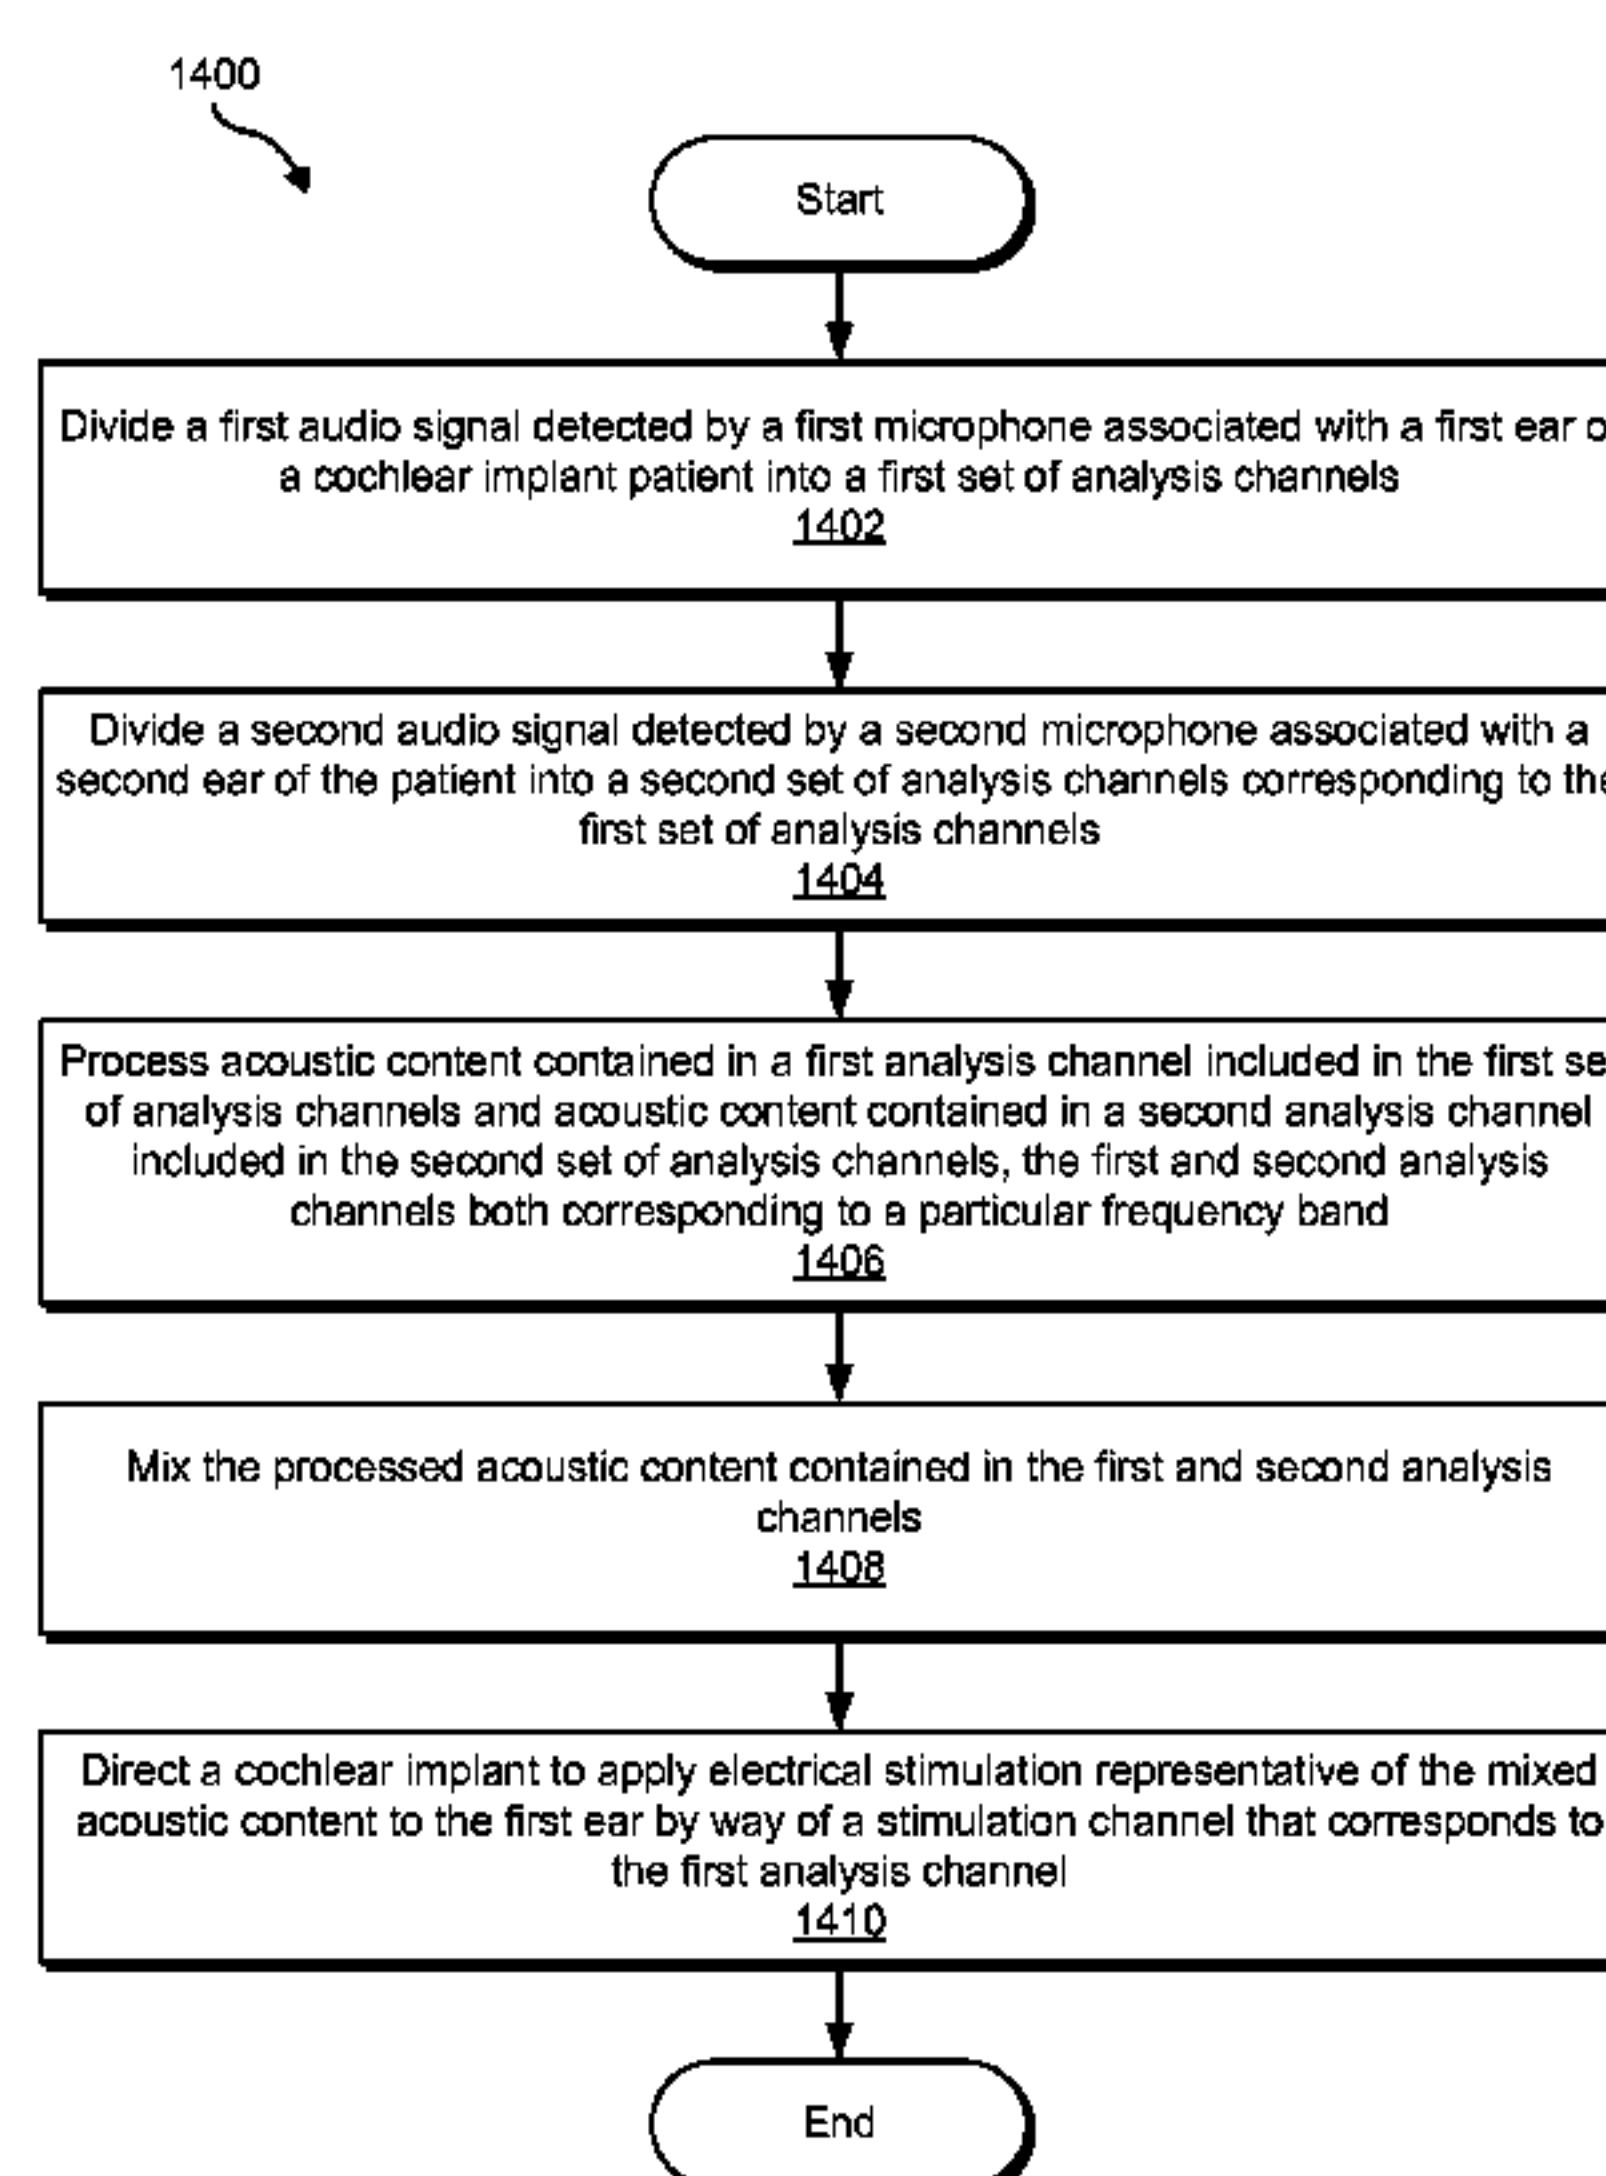 1400
Start
Divide a first audio signal detected by a first microphone associated with a first ear o
a cochlear implant patient into a first set of analysis channels
1402
Divide a second audio signal detected by a second microphone associated with a
second ear of the patient into a second set of analysis channels corresponding to the
first set of analysis channels
1404
Process acoustic content contained in a first analysis channel included in the first se
of analysis channels and acoustic content contained in a second analysis channel
included in the second set of analysis channels, the first and second analysis
channels both corresponding to a particular frequency band
1406
Mix the processed acoustic content contained in the first and second analysis
channels
1408
Direct a cochlear implant to apply electrical stimulation representative of the mixed
acoustic content to the first ear by way of a stimulation channel that corresponds to
the first analysis channel
1410
End